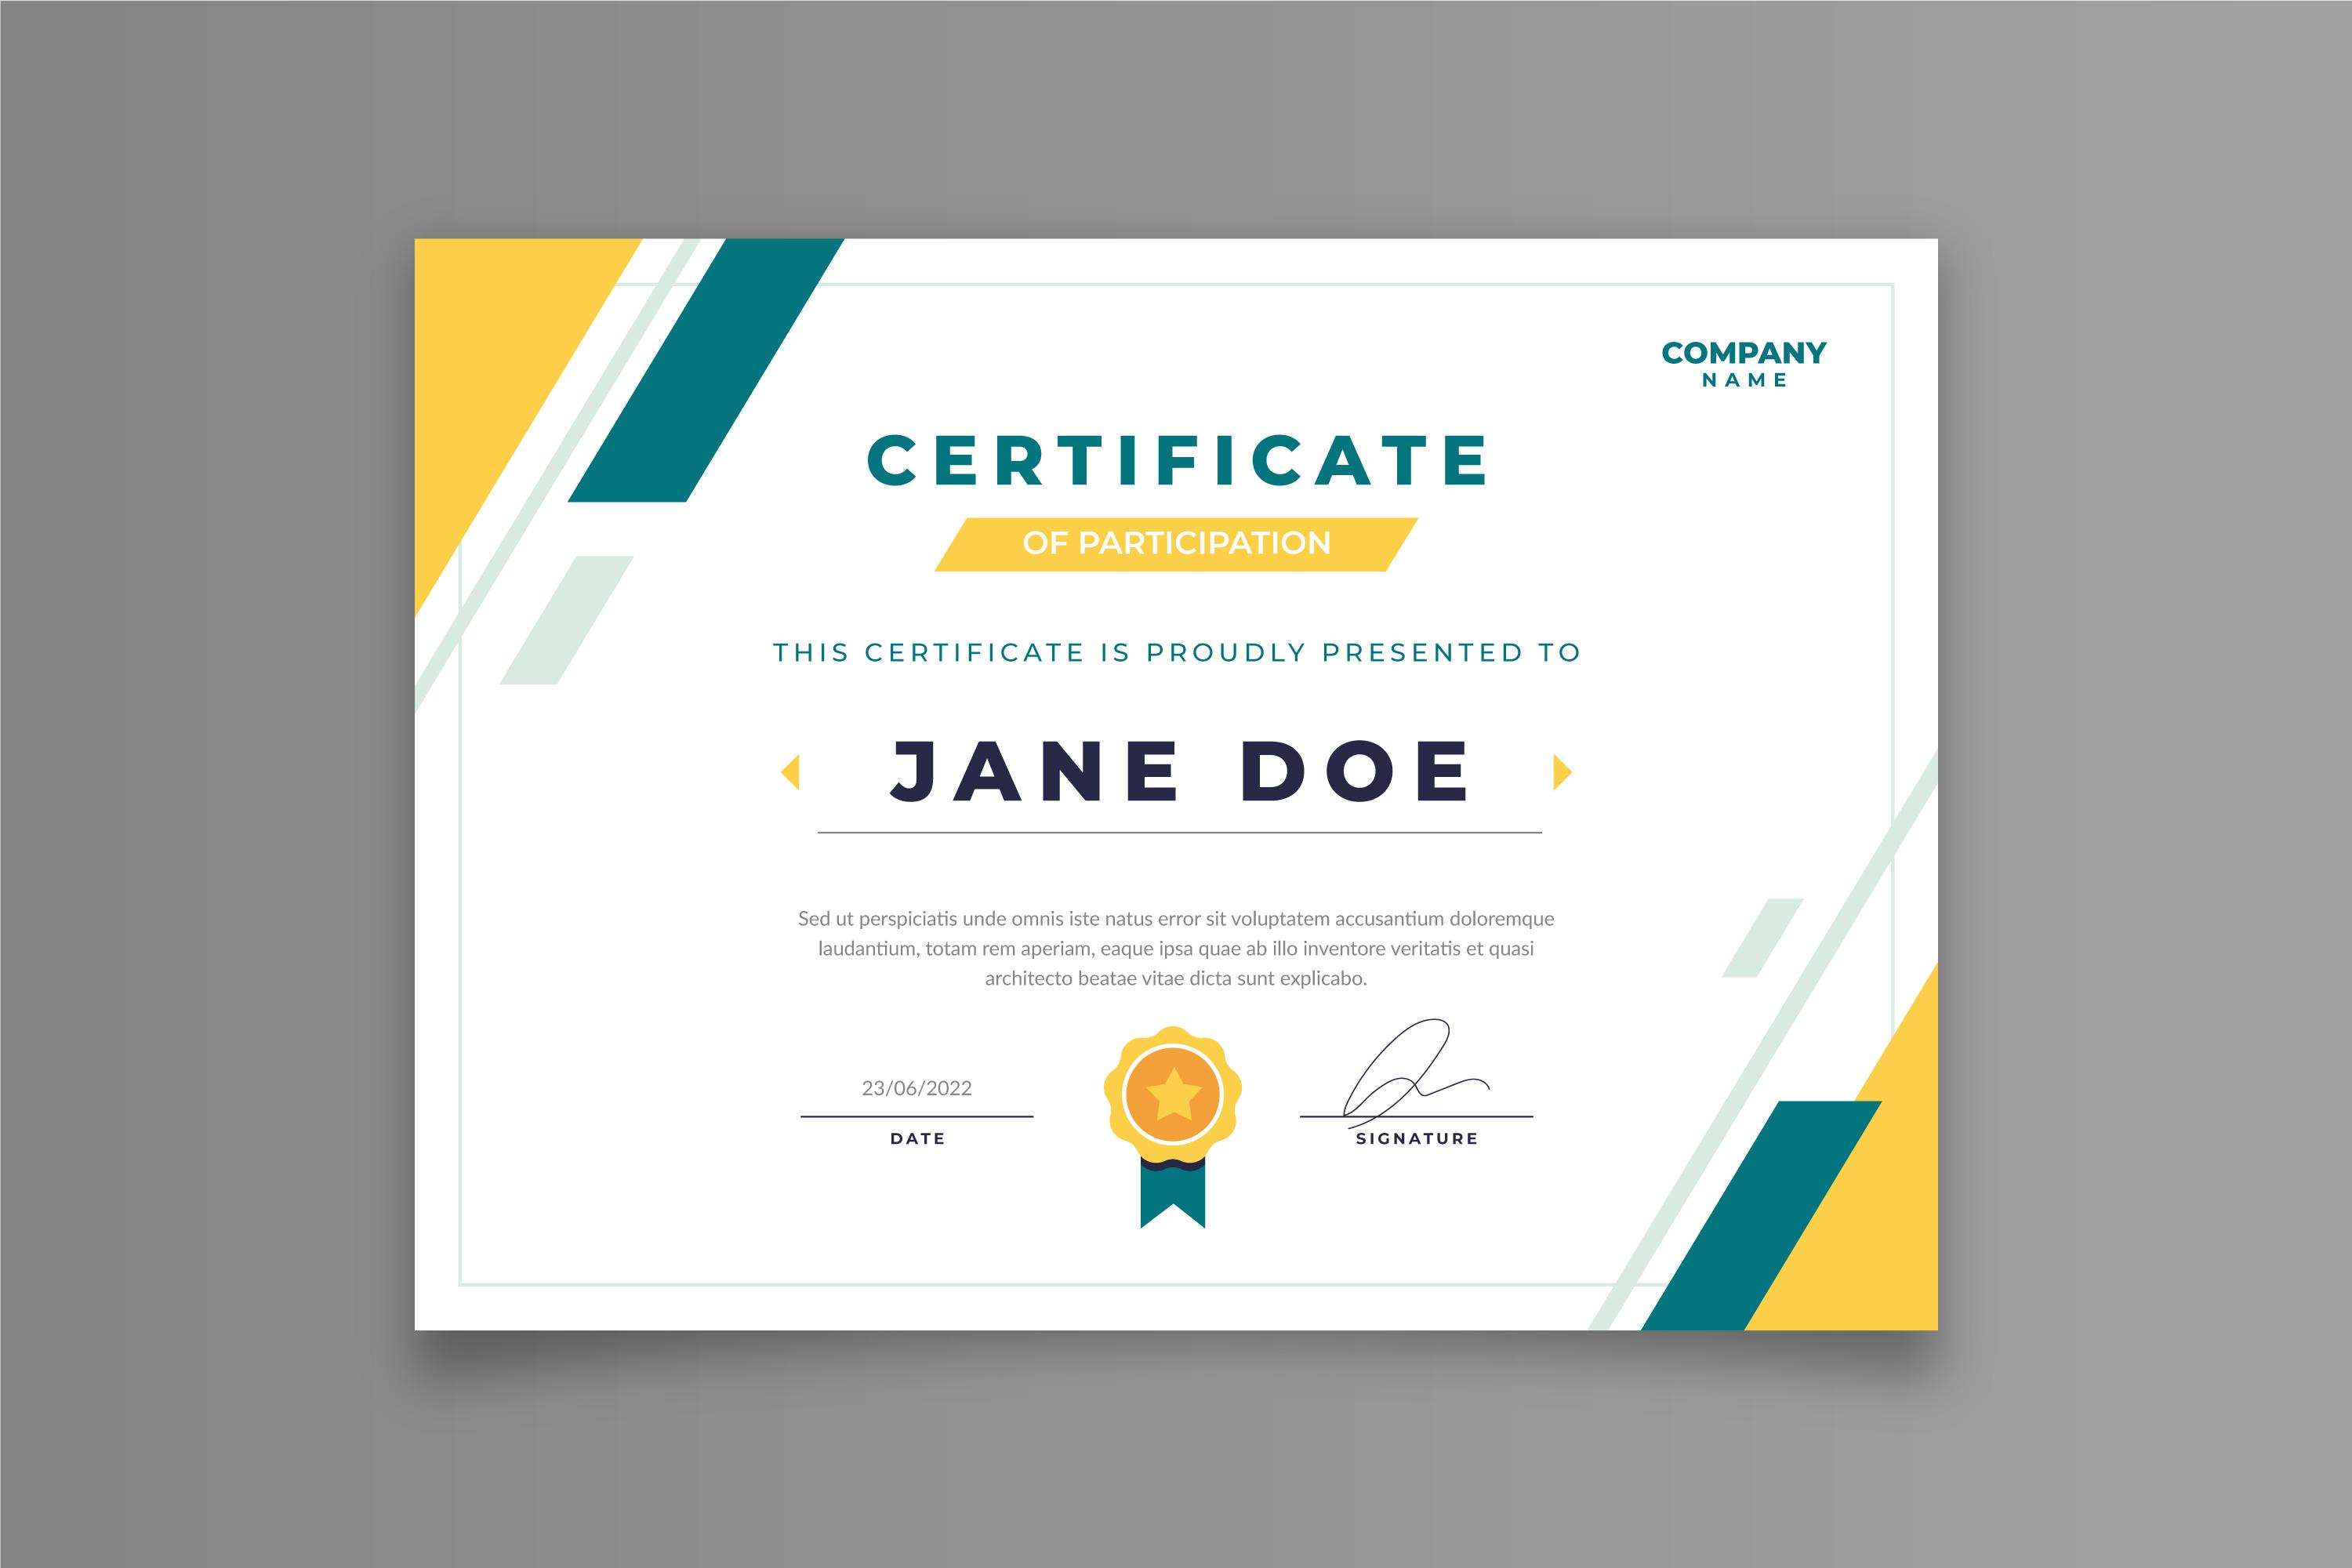 COMPANY
NAME
CERTIFICATE
OF PARTICIPATION
THIS CERTIFICATE IS PROUDLY PRESENTED TO
JANE DOE
Sed ut perspiciatis unde omnis iste natus error sit voluptatem accusantium doloremque
laudantium, totam rem aperiam, eaque ipsa quae ab illo inventore veritatis et quasi
architecto beatae vitae dicta sunt explicabo.
23/06/2022
DATE
SIGNATURE